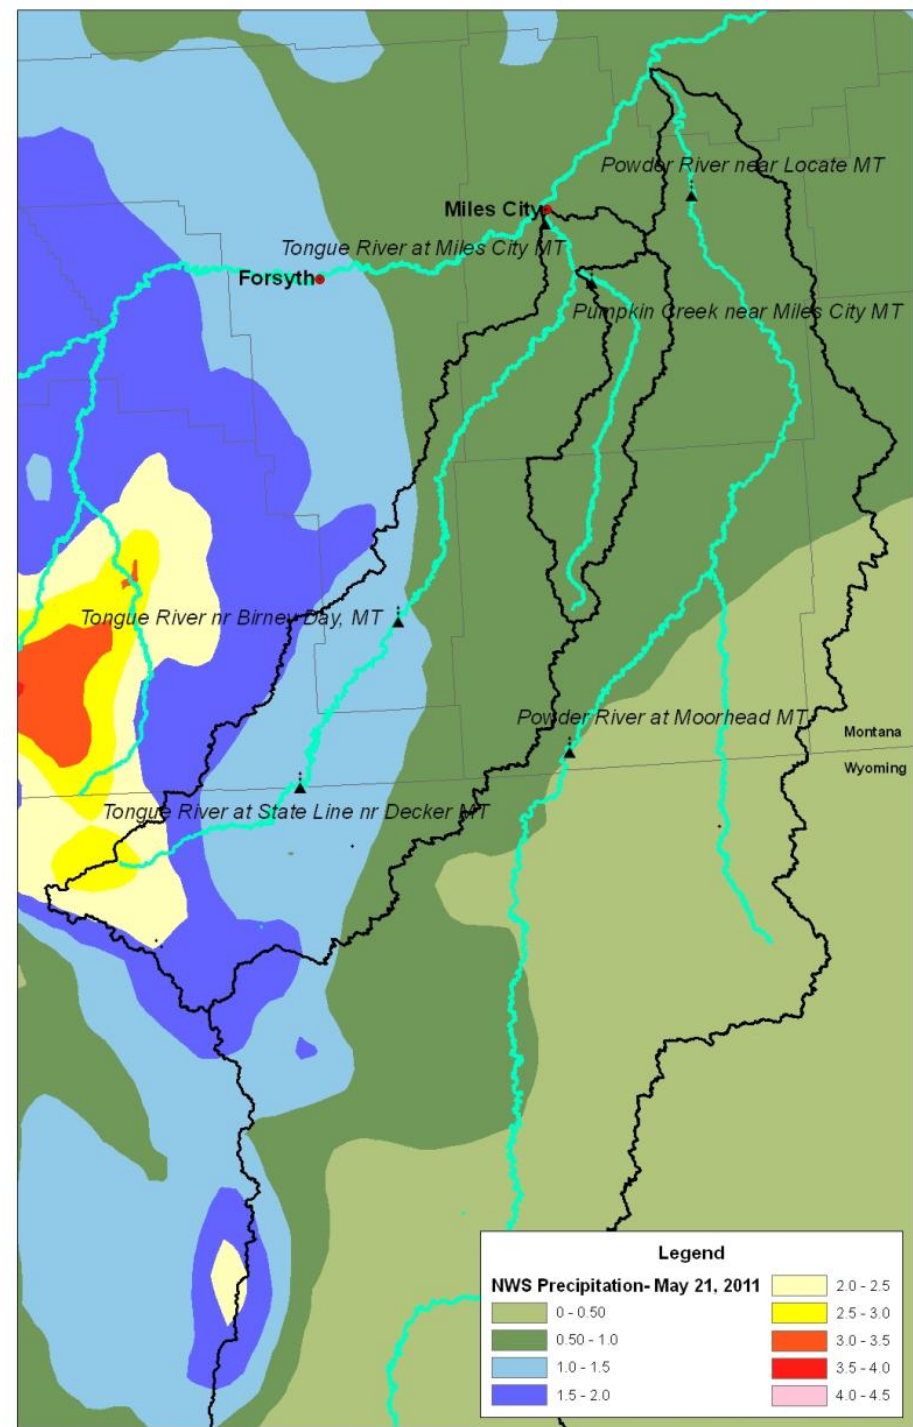 Powder River near Locate MT
Miles City
Tongue River at Miles City MT
Forsyth
Pumpkin Creek near Miles City MT
Tongue River nr Birney Day, MT
Powder River at Moorhead MT
Montana
Wyoming
Tongue River at State Line nr Decker MT
Legend
NWS Precipitation- May 21, 2011
0 - 0.50
0.50 - 1.0
1.0 - 1.5
1.5 - 2.0
2.0 - 2.5
2.5 - 3.0
3.0 - 3.5
3.5 - 4.0
4.0 - 4.5